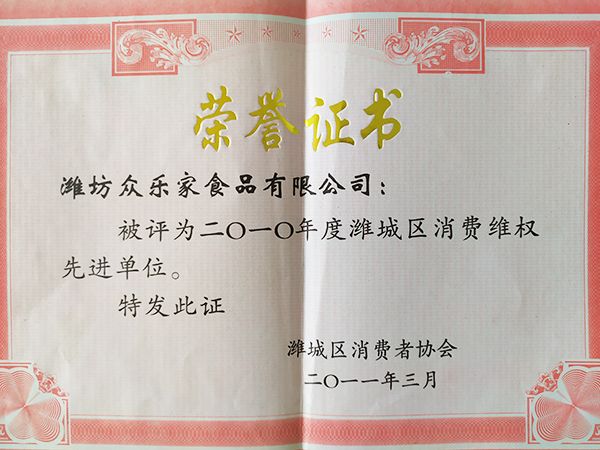 荣誉证书
潍坊众乐家食品有限公司：
被评为二〇一〇年度潍城区消费维权
先进单位。
特发此证
潍城区消费者协会
二〇一一年三月